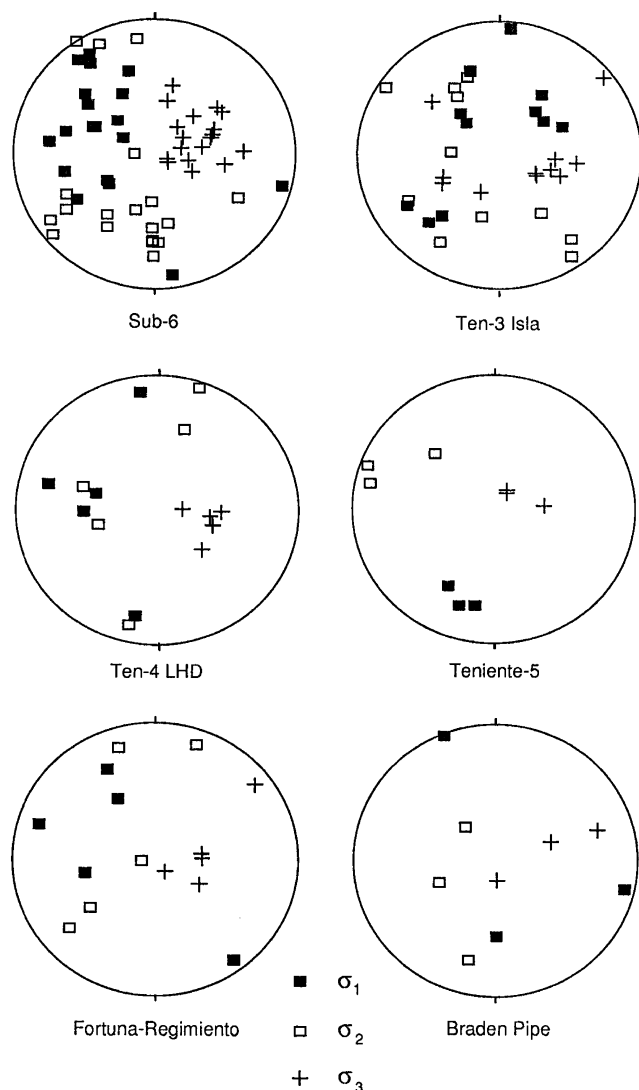 Sub-6
Ten-3 Isla
Ten-4 LHD
Teniente-5
Fortuna-Regimiento
Braden Pipe
σ1
σ2
σ3